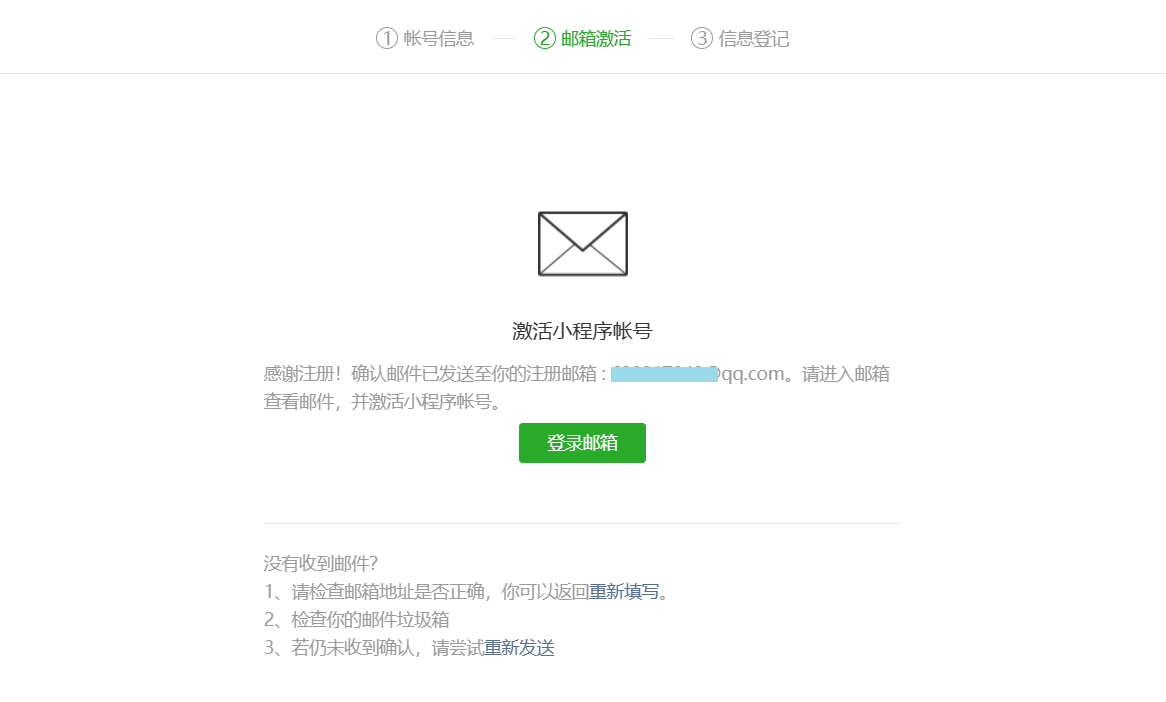 ① 帐号信息 ② 邮箱激活 ③ 信息登记
激活小程序帐号
感谢注册！确认邮件已发送至你的注册邮箱 : @qq.com。请进入邮箱
查看邮件，并激活小程序帐号。
登录邮箱
没有收到邮件?
1、请检查邮箱地址是否正确，你可以返回重新填写。
2、检查你的邮件垃圾箱
3、若仍未收到确认，请尝试重新发送